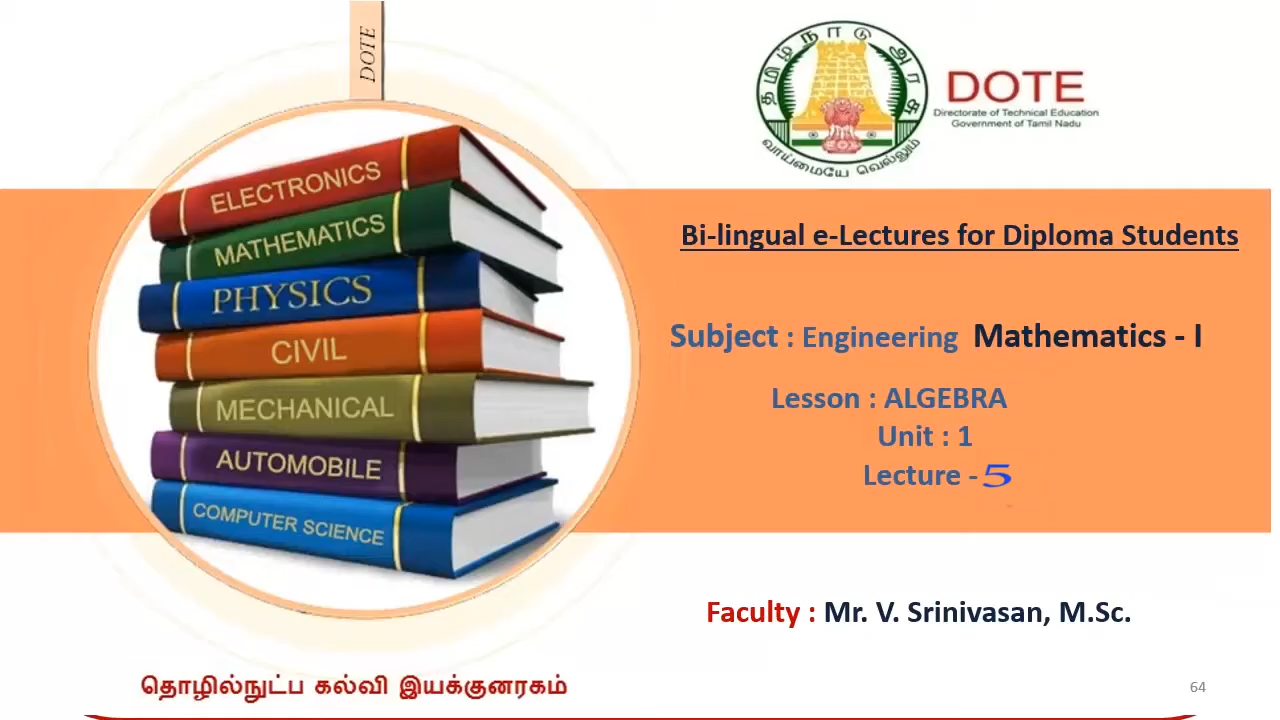 DOTE
தமிழ் நாடு அரசு
வாய்மையே வெல்லும்
DOTE
Directorate of Technical Education
Government of Tamil Nadu
ELECTRONICS
MATHEMATICS
PHYSICS
CIVIL
MECHANICAL
AUTOMOBILE
COMPUTER SCIENCE
Bi-lingual e-Lectures for Diploma Students
Subject : Engineering Mathematics - I
Lesson : ALGEBRA
Unit : 1
Lecture - 5
Faculty : Mr. V. Srinivasan, M.Sc.
தொழில்நுட்ப கல்வி இயக்குனரகம்
64